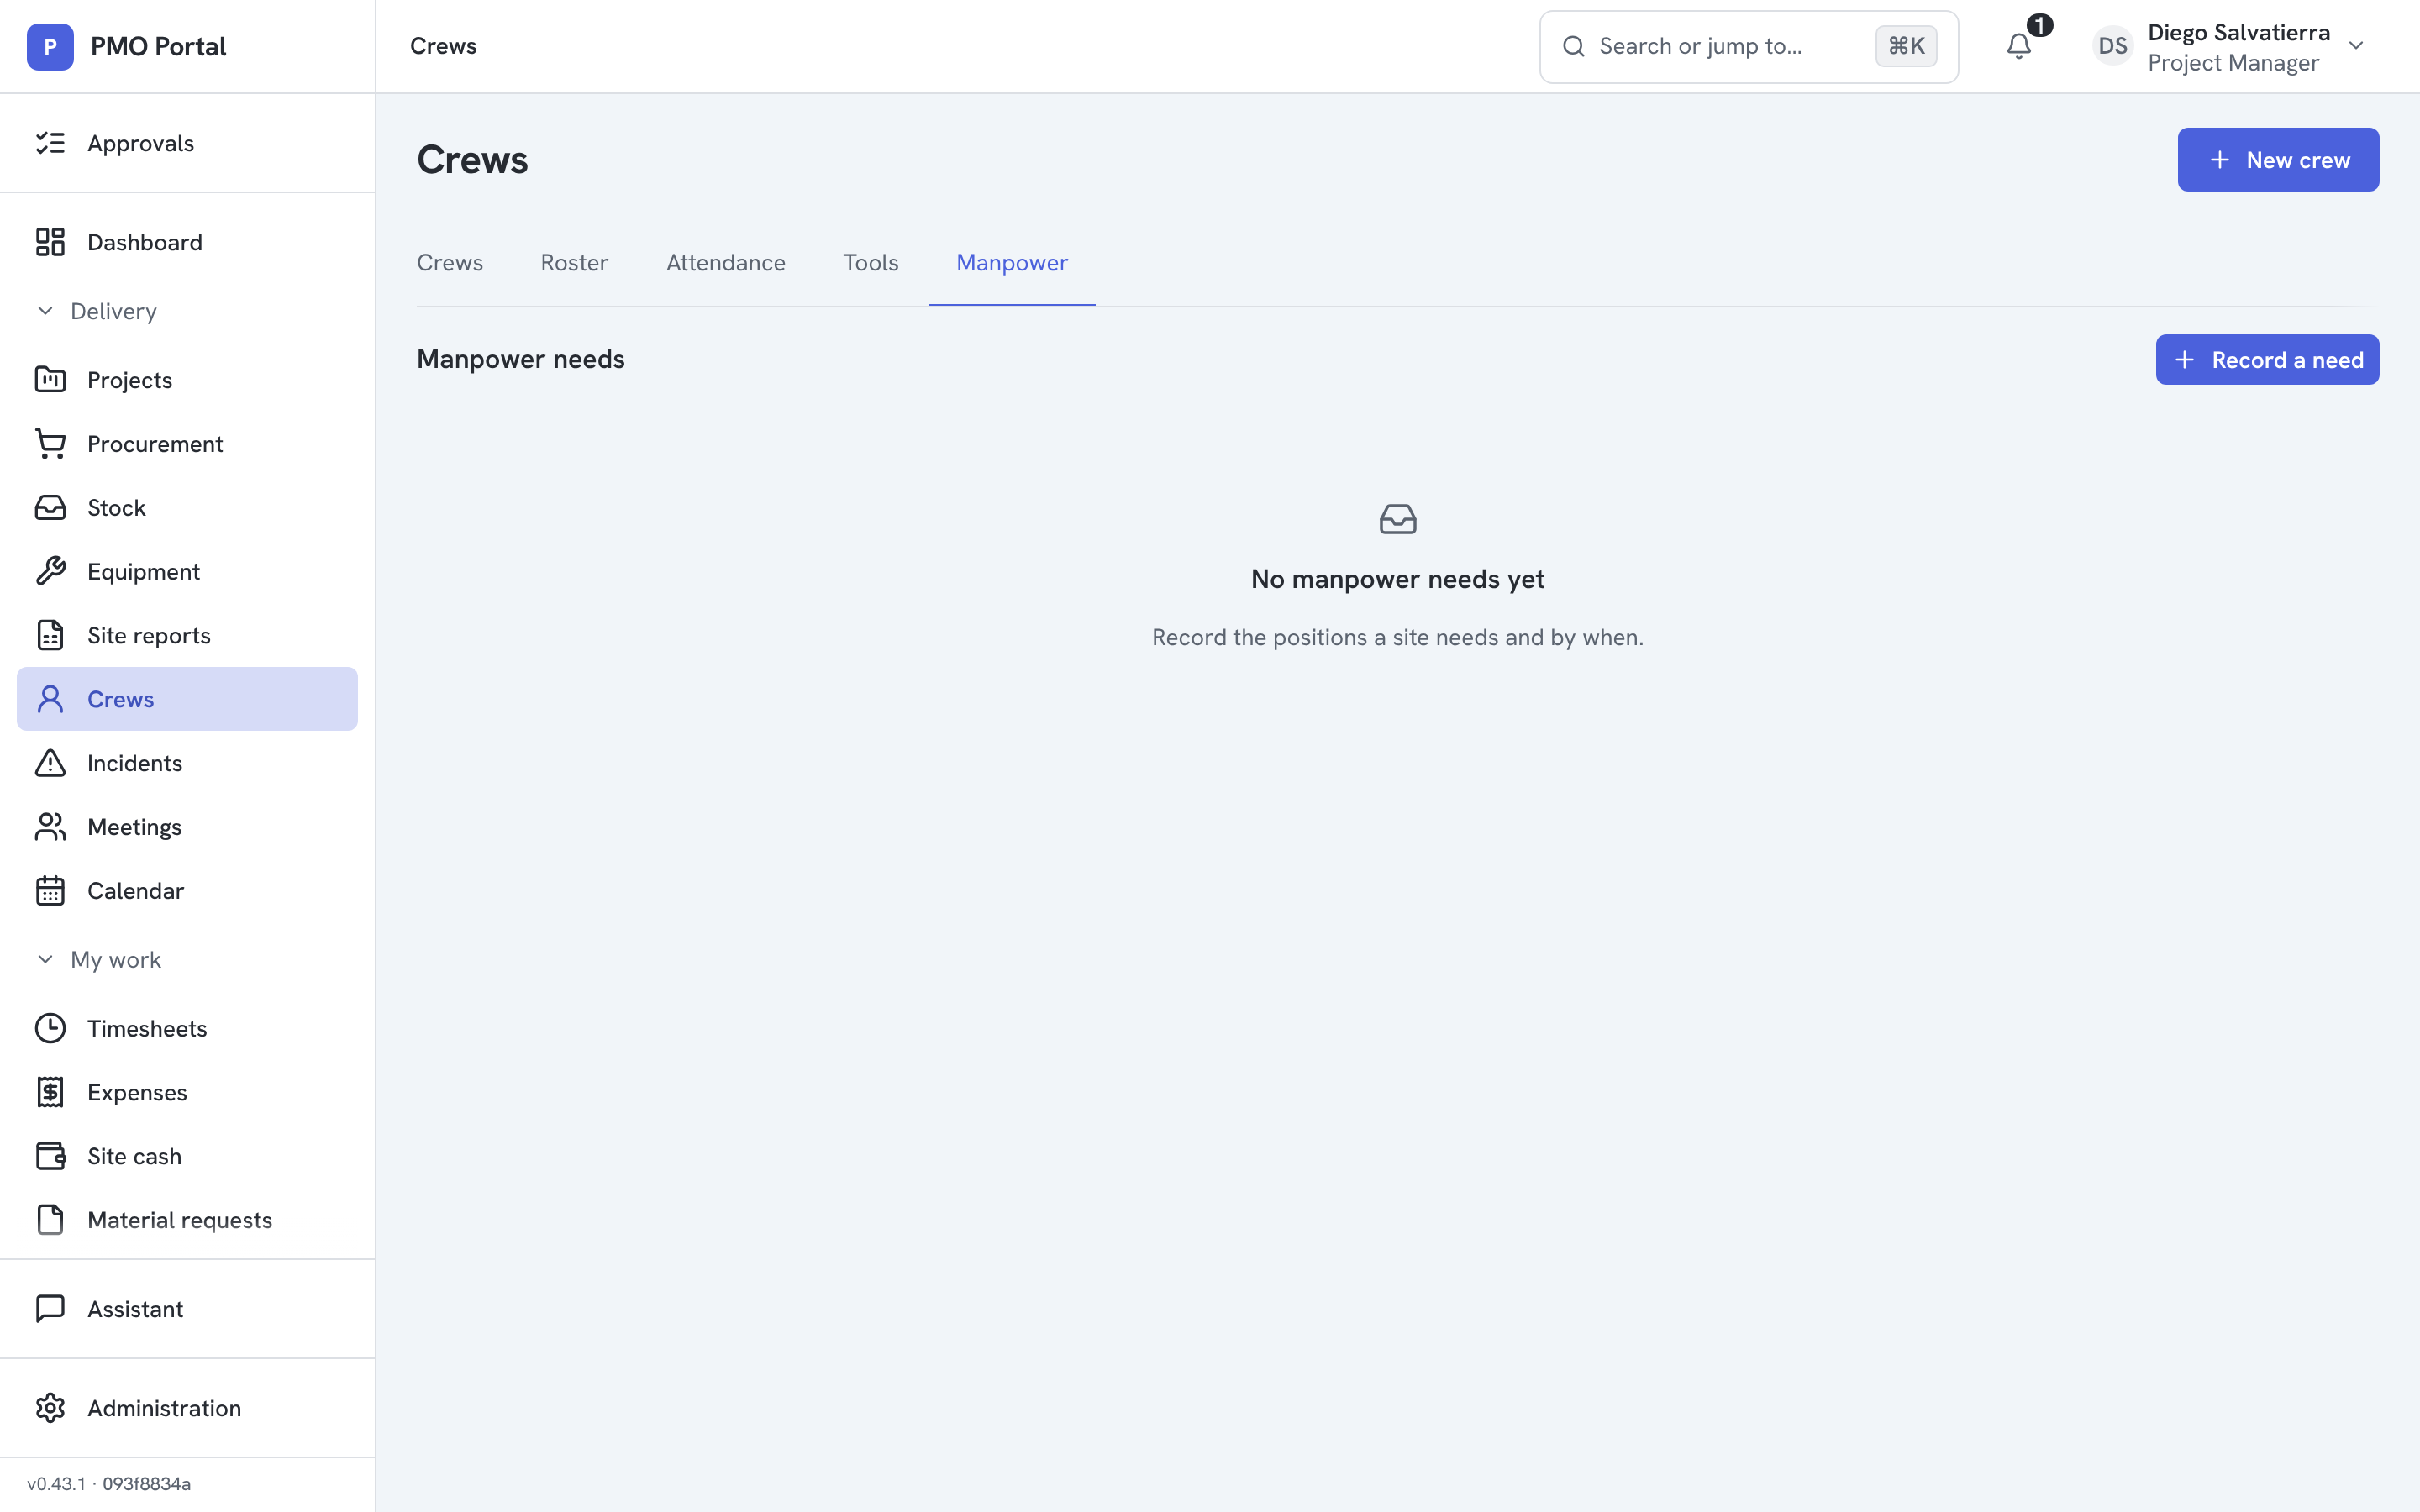 P PMO Portal
Crews
Search or jump to...
⌘K
1
DS
Diego Salvatierra
Project Manager
Approvals
Dashboard
Delivery
Projects
Procurement
Stock
Equipment
Site reports
Crews
Incidents
Meetings
Calendar
My work
Timesheets
Expenses
Site cash
Material requests
Assistant
Administration
v0.43.1 · 093f8834a
Crews
New crew
Crews Roster Attendance Tools Manpower
Manpower needs
Record a need
No manpower needs yet
Record the positions a site needs and by when.